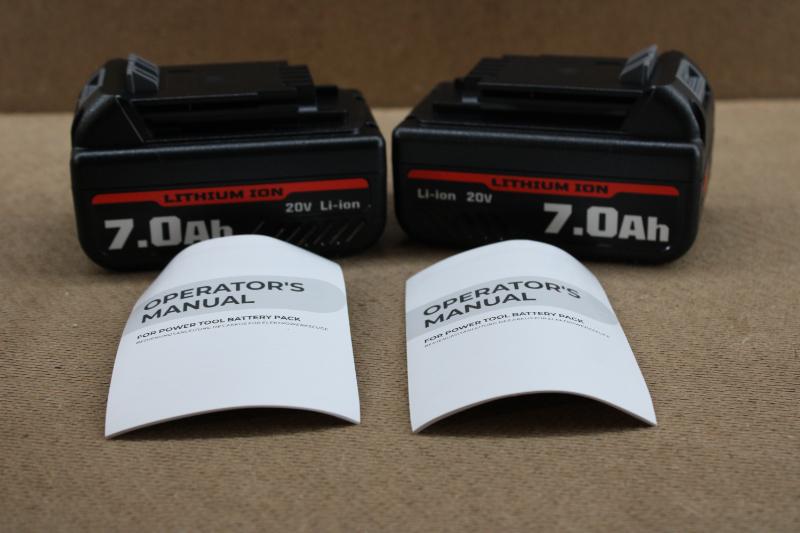 LITHIUM ION
20V Li-ion
7.0Ah
LITHIUM ION
Li-ion 20V
7.0Ah
OPERATOR'S
MANUAL
FOR POWER TOOL BATTERY PACK
OPERATOR'S
MANUAL
FOR POWER TOOL BATTERY PACK